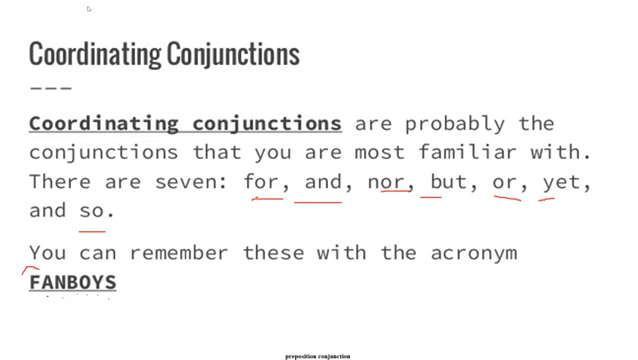 Coordinating Conjunctions
———
Coordinating conjunctions are probably the
conjunctions that you are most familiar with.
There are seven: for, and, nor, but, or, yet,
and so.
You can remember these with the acronym
FANBOYS
preposition conjunction